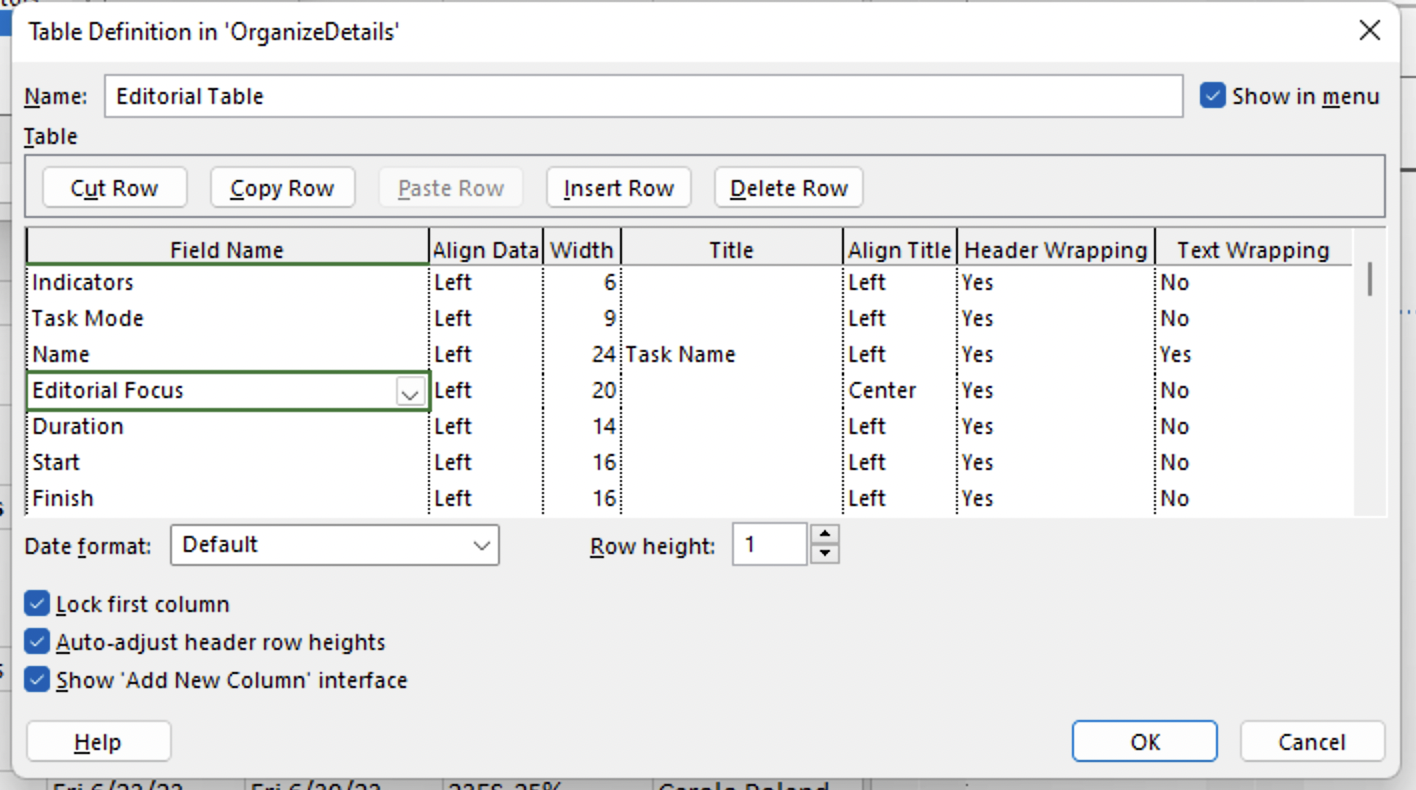 Table Definition in 'OrganizeDetails'
Name: Editorial Table Show in menu
Table
Cut Row Copy Row Paste Row Insert Row Delete Row
Field Name Align Data Width Title Align Title Header Wrapping Text Wrapping
Indicators Left 6 Left Yes No
Task Mode Left 9 Left Yes No
Name Left 24 Task Name Left Yes Yes
Editorial Focus Left 20 Center Yes No
Duration Left 14 Left Yes No
Start Left 16 Left Yes No
Finish Left 16 Left Yes No
Date format: Default Row height: 1
Lock first column
Auto-adjust header row heights
Show 'Add New Column' interface
Help OK Cancel